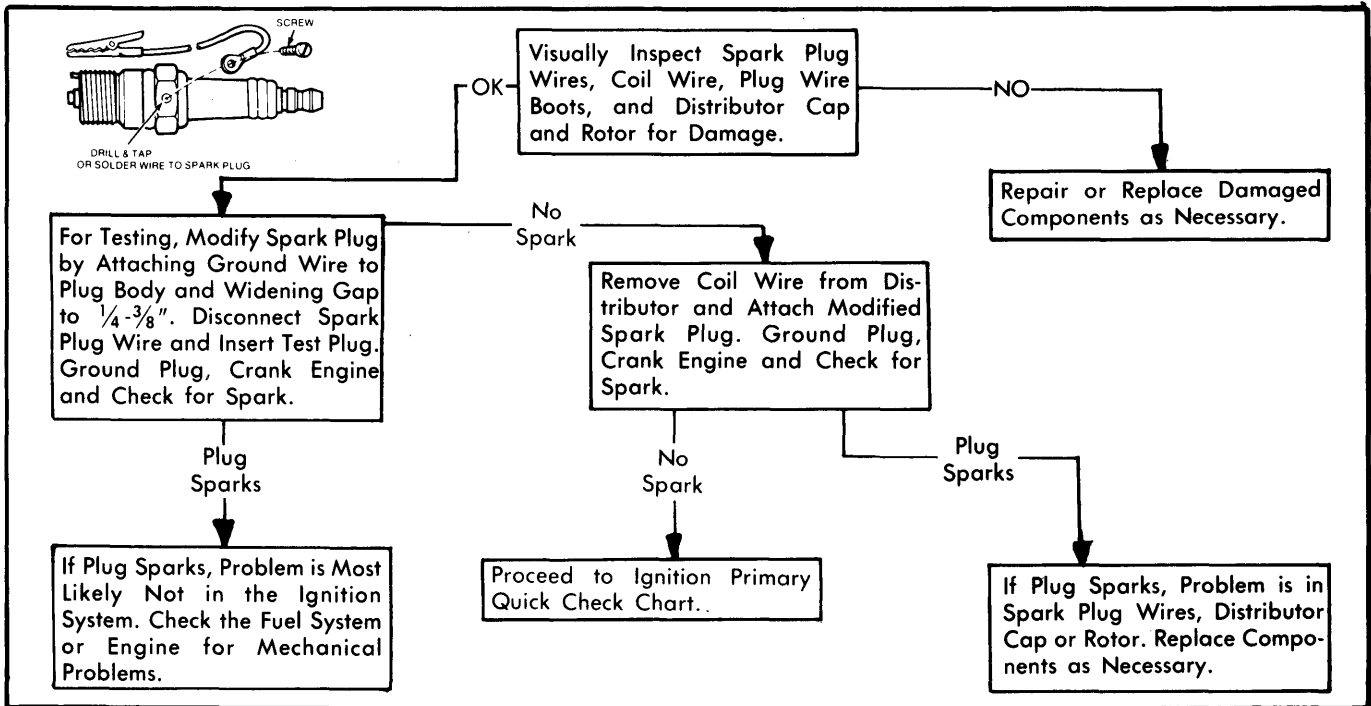 SCREW
DRILL & TAP
OR SOLDER WIRE TO SPARK PLUG
Visually Inspect Spark Plug
Wires, Coil Wire, Plug Wire
Boots, and Distributor Cap
and Rotor for Damage.
OK
NO
Repair or Replace Damaged
Components as Necessary.
For Testing, Modify Spark Plug
by Attaching Ground Wire to
Plug Body and Widening Gap
to 1/4-3/8". Disconnect Spark
Plug Wire and Insert Test Plug.
Ground Plug, Crank Engine
and Check for Spark.
No
Spark
Remove Coil Wire from Dis-
tributor and Attach Modified
Spark Plug. Ground Plug,
Crank Engine and Check for
Spark.
Plug
Sparks
No
Spark
Plug
Sparks
If Plug Sparks, Problem is Most
Likely Not in the Ignition
System. Check the Fuel System
or Engine for Mechanical
Problems.
Proceed to Ignition Primary
Quick Check Chart..
If Plug Sparks, Problem is in
Spark Plug Wires, Distributor
Cap or Rotor. Replace Compo-
nents as Necessary.